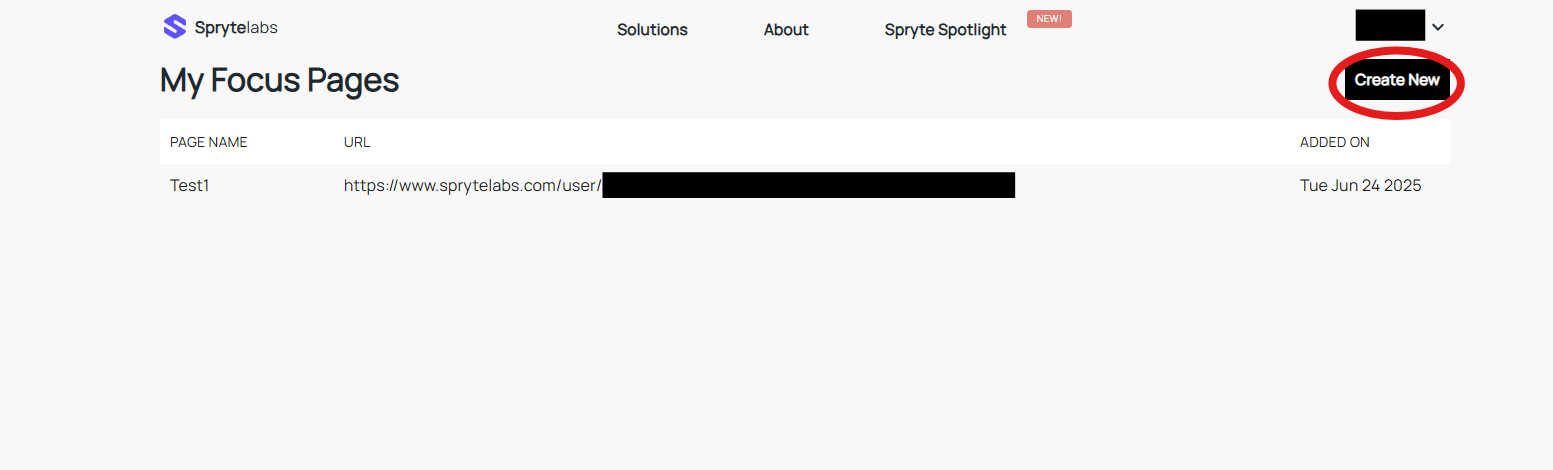 Sprytelabs Solutions About Spryte Spotlight NEW!
My Focus Pages Create New
PAGE NAME URL ADDED ON
Test1 https://www.sprytelabs.com/user/ Tue Jun 24 2025